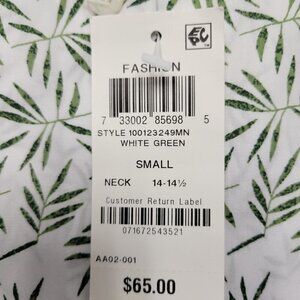 EPC
FASHION
7 33002 85698 5
STYLE 100123249MN
WHITE GREEN
SMALL
NECK 14-14½
Customer Return Label
071672543521
AA02-001
$65.00